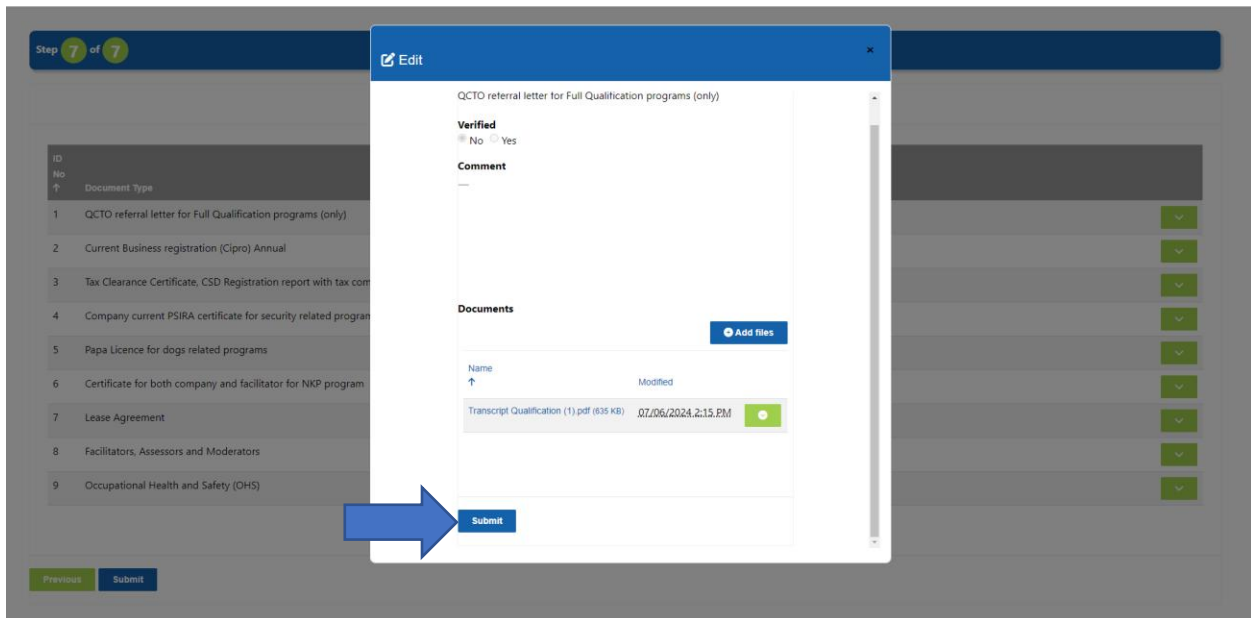 Step 7 of 7
Edit
×
QCTO referral letter for Full Qualification programs (only)
Verified
No Yes
Comment
—
Documents
Add files
Name
Modified
Transcript Qualification (1).pdf (635 KB) 07/06/2024 2:15 PM
Submit
ID
No
Document Type
1 QCTO referral letter for Full Qualification programs (only)
2 Current Business registration (Cipro) Annual
3 Tax Clearance Certificate, CSD Registration report with tax com
4 Company current PSIRA certificate for security related program
5 Papa Licence for dogs related programs
6 Certificate for both company and facilitator for NKP program
7 Lease Agreement
8 Facilitators, Assessors and Moderators
9 Occupational Health and Safety (OHS)
Previous Submit